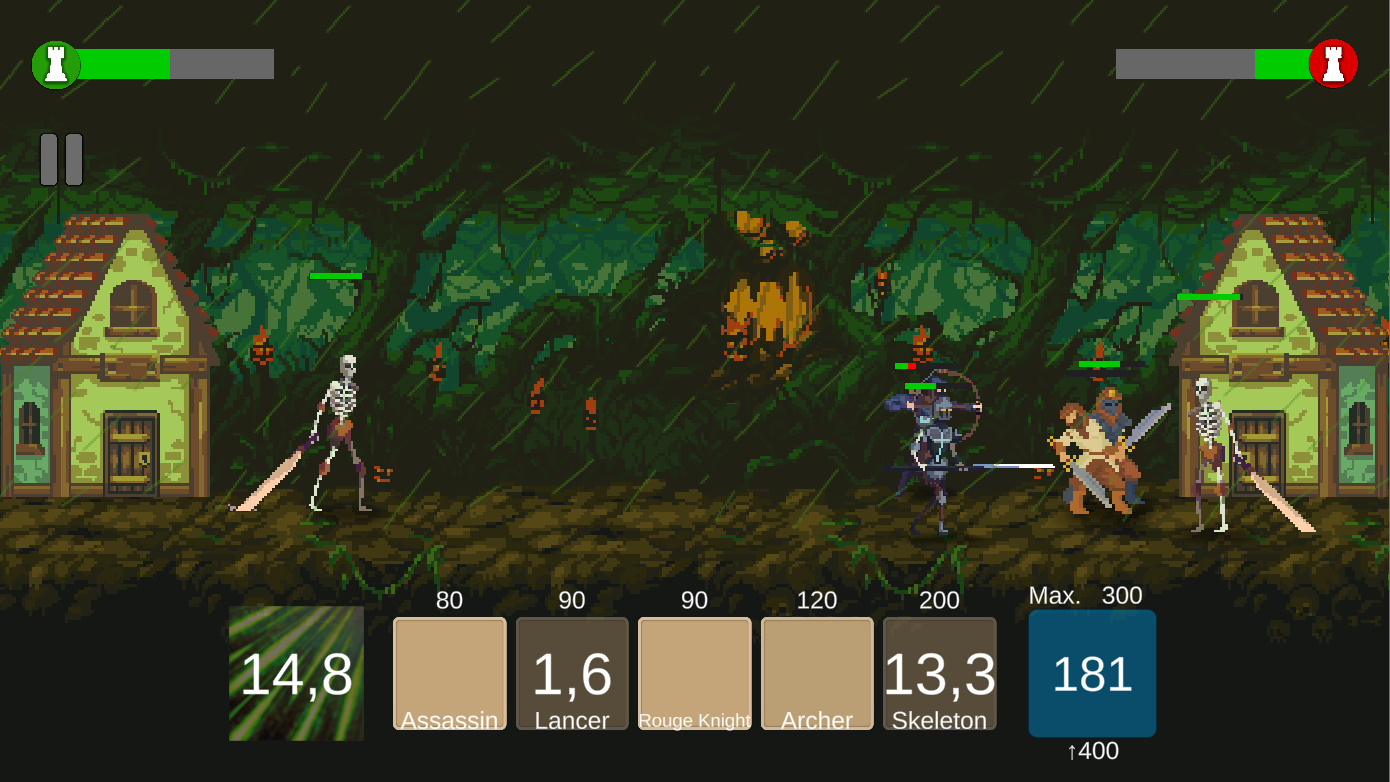 80 90 90 120 200 Max. 300
14,8 1,6 13,3 181
Assassin Lancer Rouge Knight Archer Skeleton
↑400